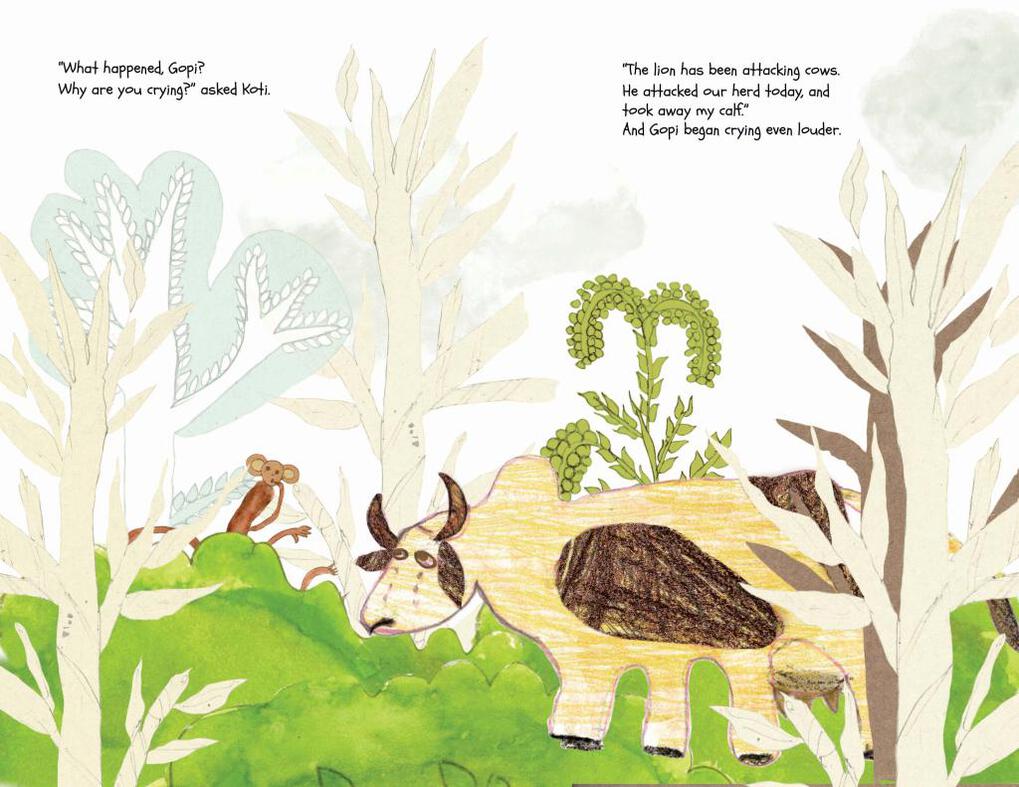 "What happened, Gopi?
Why are you crying?" asked Koti.
"The lion has been attacking cows.
He attacked our herd today, and
took away my calf."
And Gopi began crying even louder.